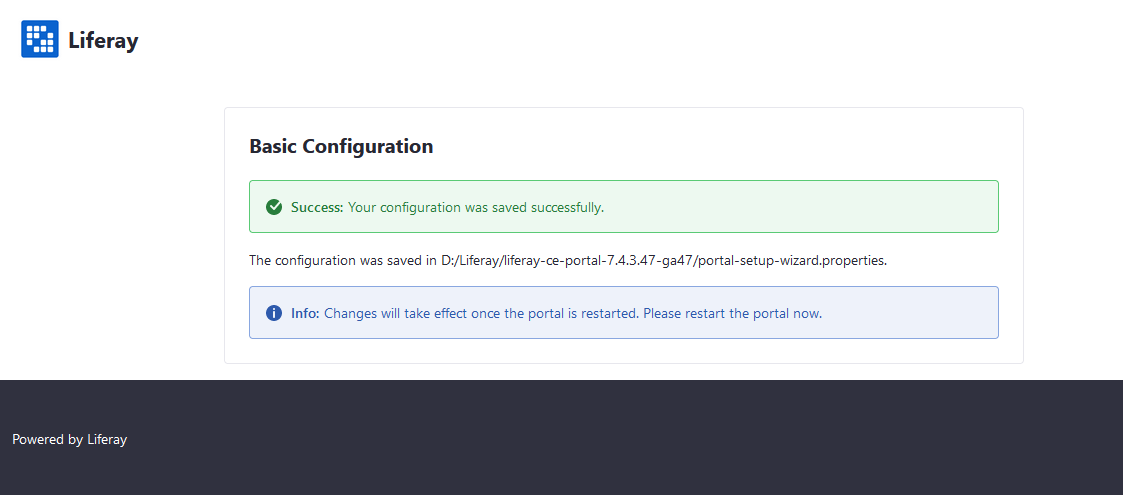 Liferay
Basic Configuration
Success: Your configuration was saved successfully.
The configuration was saved in D:/Liferay/liferay-ce-portal-7.4.3.47-ga47/portal-setup-wizard.properties.
Info: Changes will take effect once the portal is restarted. Please restart the portal now.
Powered by Liferay